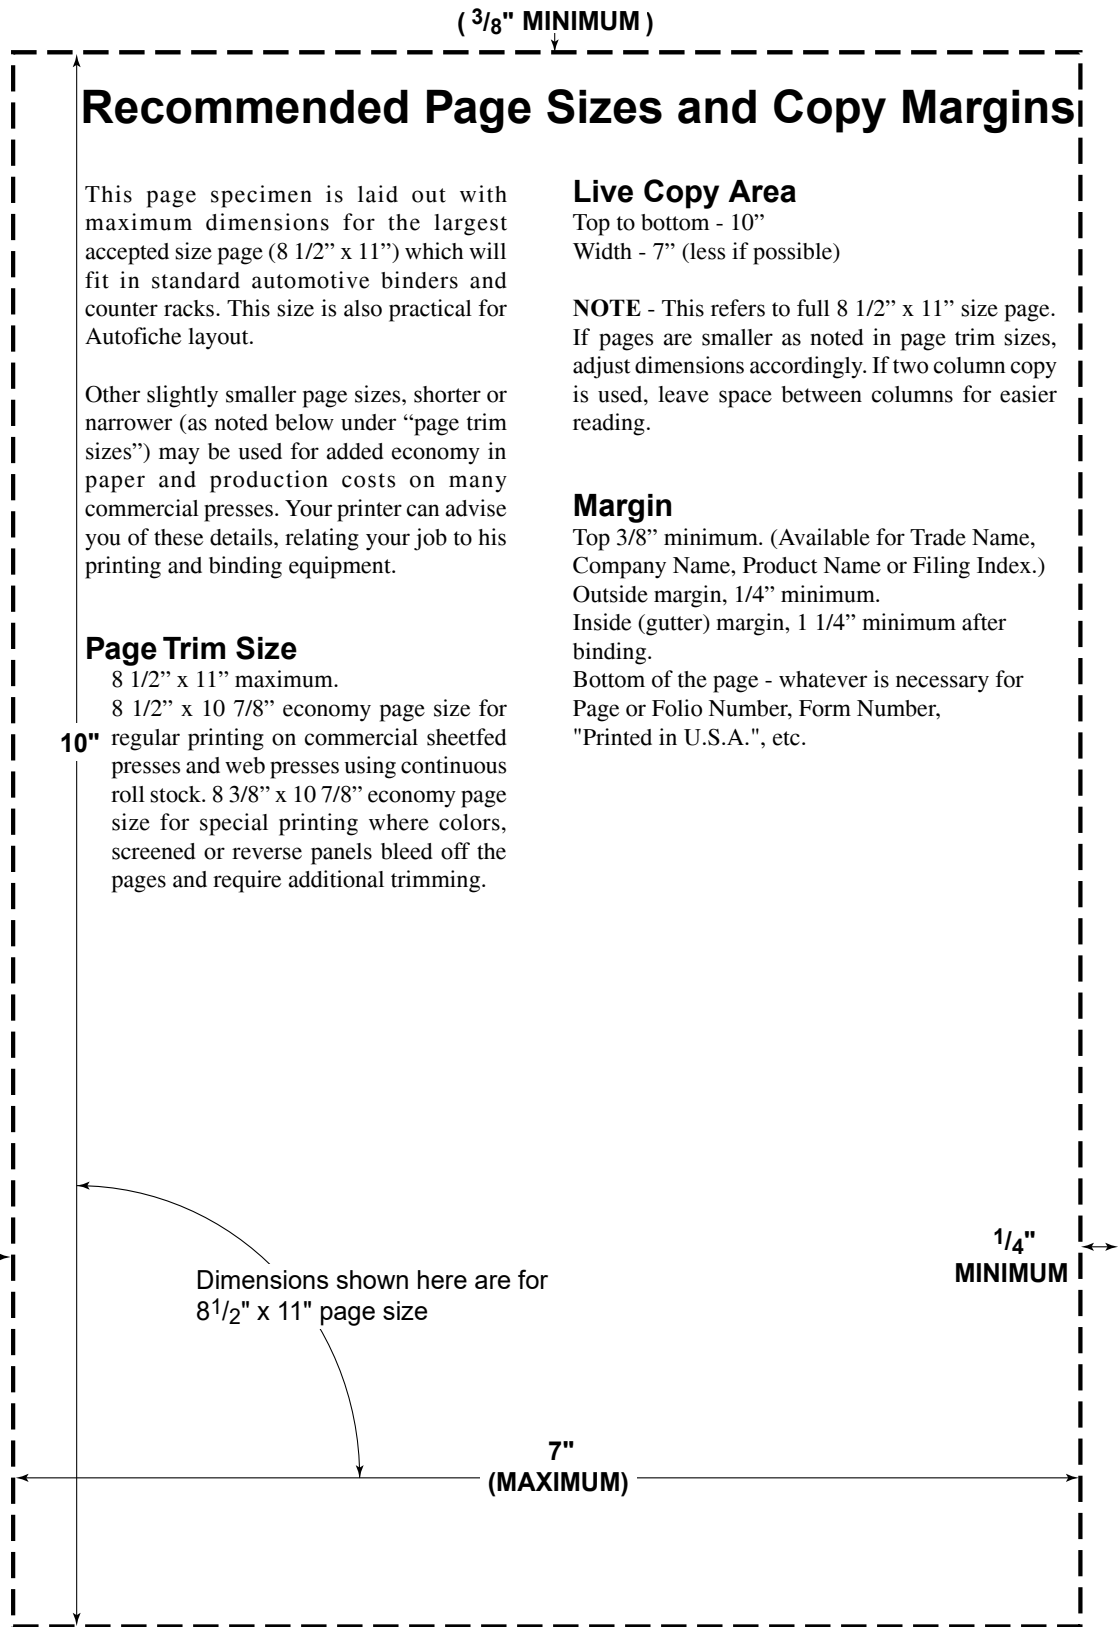 ( 3/8" MINIMUM )
Recommended Page Sizes and Copy Margins
This page specimen is laid out with
maximum dimensions for the largest
accepted size page (8 1/2” x 11”) which will
fit in standard automotive binders and
counter racks. This size is also practical for
Autofiche layout.
Other slightly smaller page sizes, shorter or
narrower (as noted below under “page trim
sizes”) may be used for added economy in
paper and production costs on many
commercial presses. Your printer can advise
you of these details, relating your job to his
printing and binding equipment.
Page Trim Size
8 1/2” x 11” maximum.
8 1/2” x 10 7/8” economy page size for
regular printing on commercial sheetfed
presses and web presses using continuous
roll stock. 8 3/8” x 10 7/8” economy page
size for special printing where colors,
screened or reverse panels bleed off the
pages and require additional trimming.
10"
Live Copy Area
Top to bottom - 10”
Width - 7” (less if possible)
NOTE - This refers to full 8 1/2” x 11” size page.
If pages are smaller as noted in page trim sizes,
adjust dimensions accordingly. If two column copy
is used, leave space between columns for easier
reading.
Margin
Top 3/8” minimum. (Available for Trade Name,
Company Name, Product Name or Filing Index.)
Outside margin, 1/4” minimum.
Inside (gutter) margin, 1 1/4” minimum after
binding.
Bottom of the page - whatever is necessary for
Page or Folio Number, Form Number,
"Printed in U.S.A.", etc.
1/4"
MINIMUM
Dimensions shown here are for
8 1/2" x 11" page size
7"
(MAXIMUM)